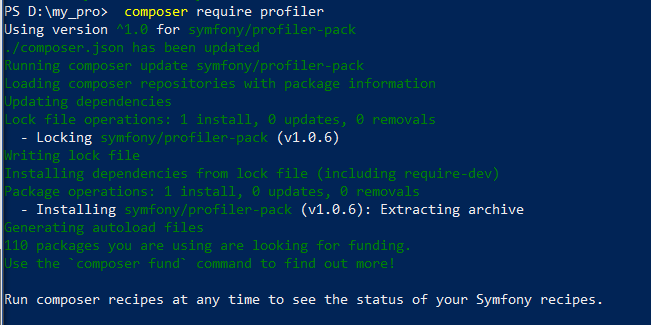 PS D:\my_pro>  composer require profiler
Using version ^1.0 for symfony/profiler-pack
./composer.json has been updated
Running composer update symfony/profiler-pack
Loading composer repositories with package information
Updating dependencies
Lock file operations: 1 install, 0 updates, 0 removals
  - Locking symfony/profiler-pack (v1.0.6)
Writing lock file
Installing dependencies from lock file (including require-dev)
Package operations: 1 install, 0 updates, 0 removals
  - Installing symfony/profiler-pack (v1.0.6): Extracting archive
Generating autoload files
110 packages you are using are looking for funding.
Use the `composer fund` command to find out more!
Run composer recipes at any time to see the status of your Symfony recipes.